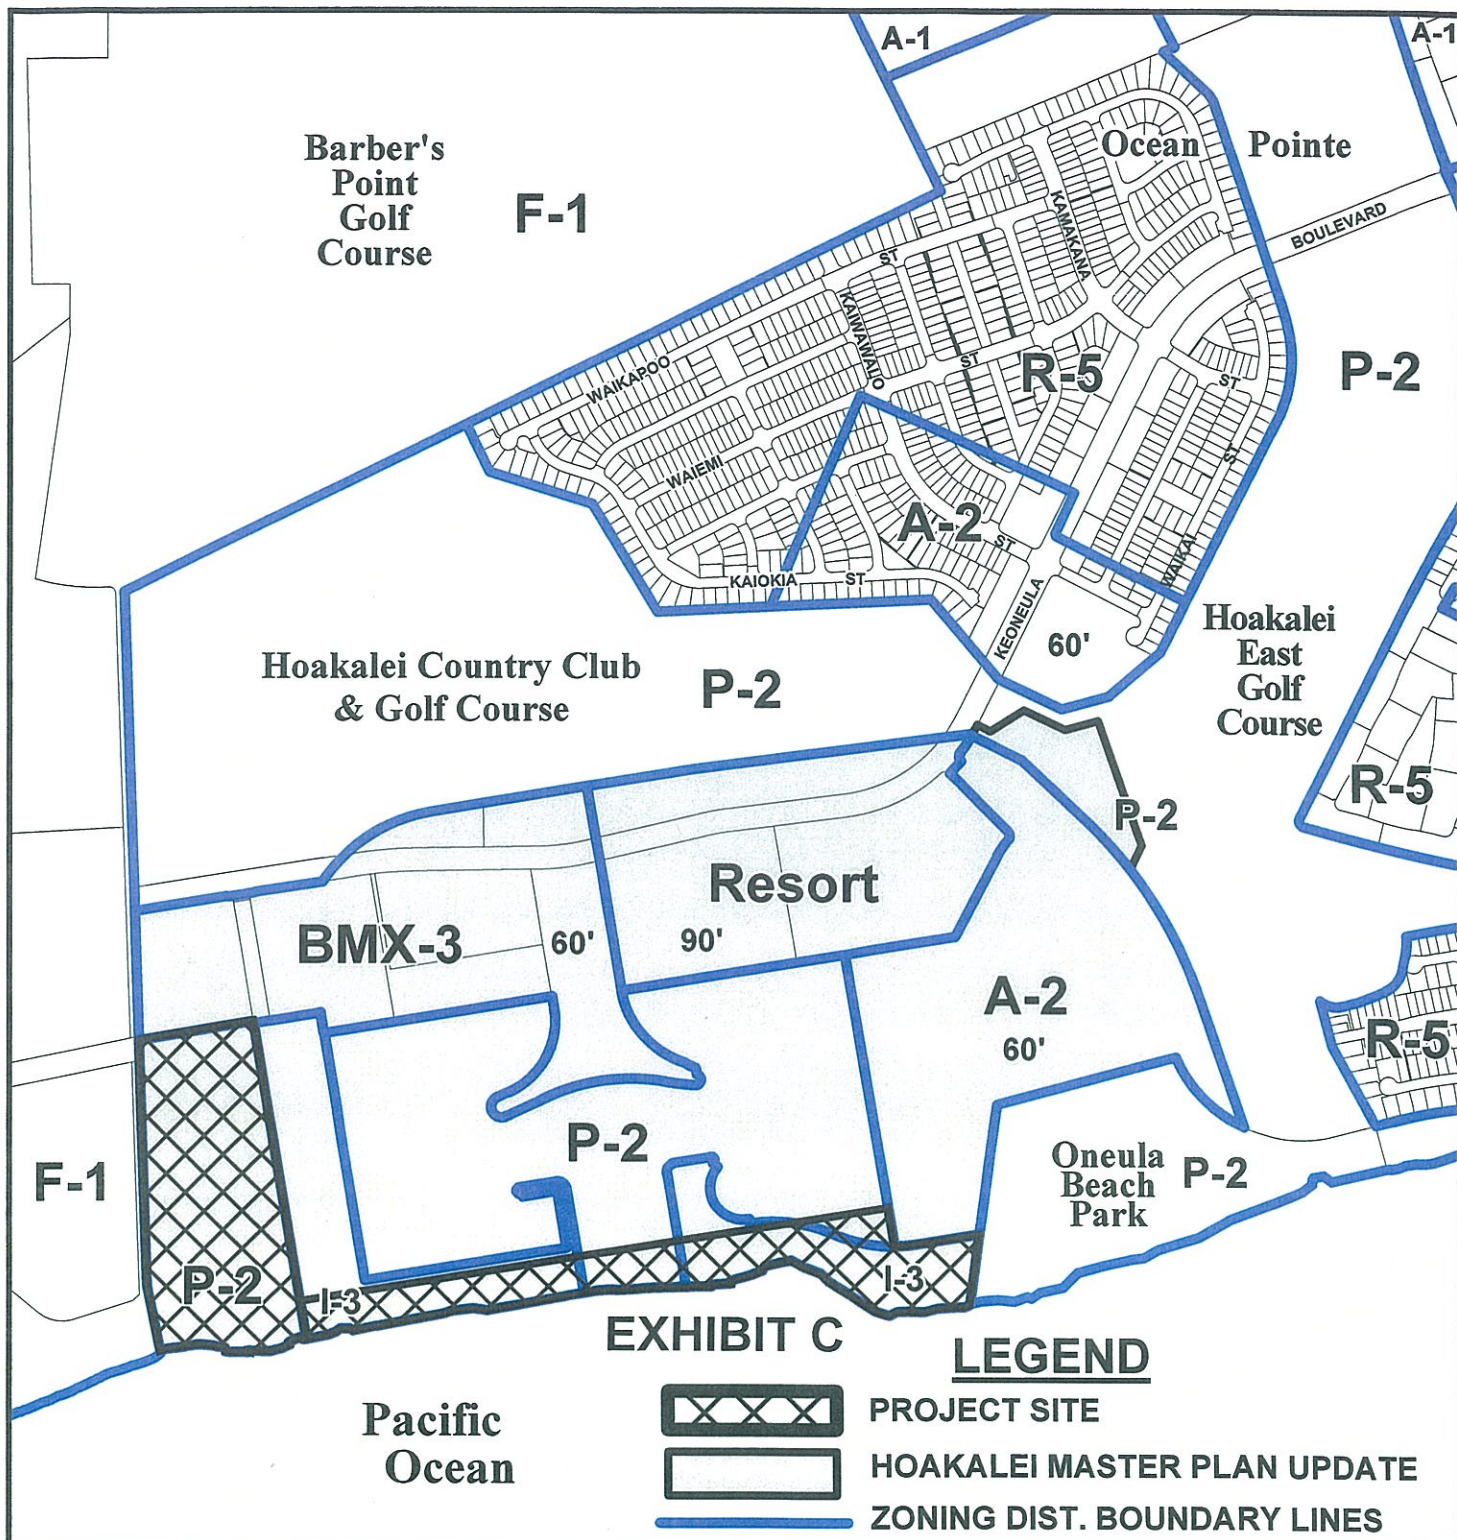 A-1
A-1
Barber's
Point
Golf
Course
F-1
Ocean Pointe
BOULEVARD
KAMAKANA
ST
KAIWAWALO
WAIKAPOO
ST
R-5
ST
P-2
WAIEMI
ST
A-2
ST
WAIKAI
KAIOKIA ST
KEONEULA
60'
Hoakalei
East
Golf
Course
Hoakalei Country Club
& Golf Course
P-2
R-5
P-2
Resort
BMX-3
60'
90'
A-2
60'
R-5
P-2
F-1
Oneula
Beach
Park
P-2
P-2
I-3
I-3
EXHIBIT C
LEGEND
PROJECT SITE
HOAKALEI MASTER PLAN UPDATE
ZONING DIST. BOUNDARY LINES
Pacific
Ocean